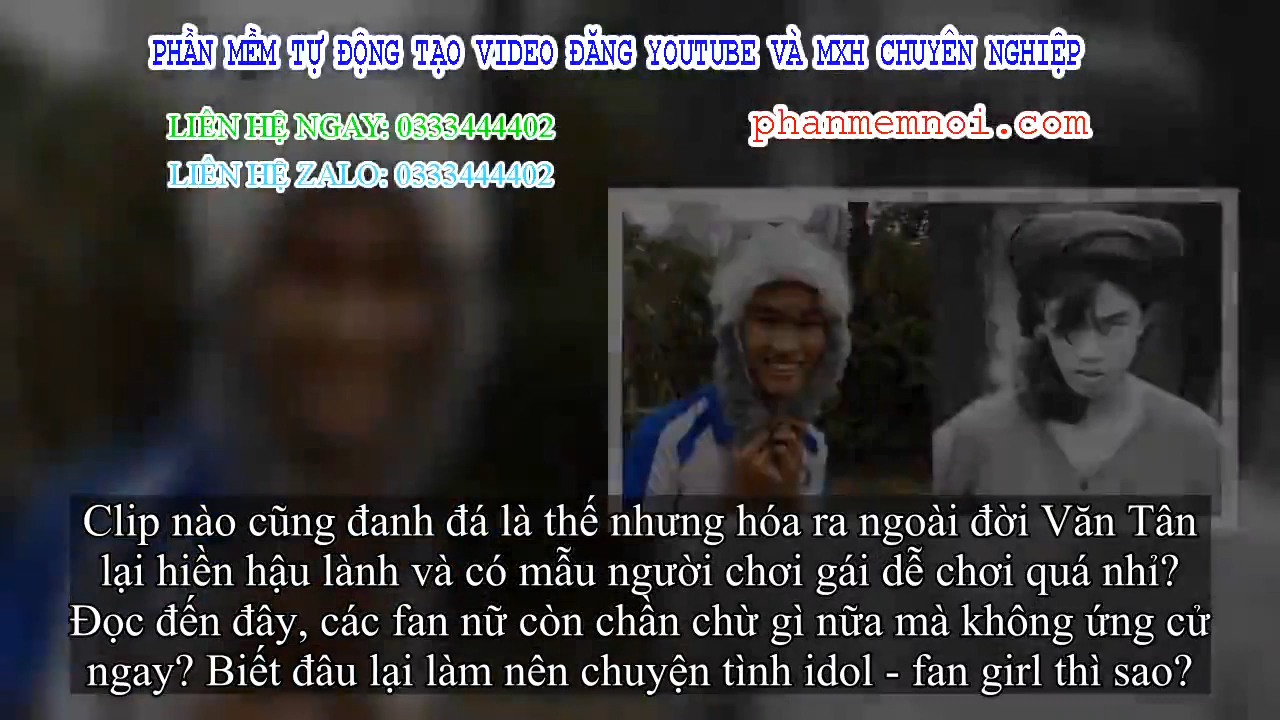 PHẦN MỀM TỰ ĐỘNG TẠO VIDEO ĐĂNG YOUTUBE VÀ MXH CHUYÊN NGHIỆP
LIÊN HỆ NGAY: 0333444402
phanmemnoi.com
LIÊN HỆ ZALO: 0333444402
Clip nào cũng đanh đá là thế nhưng hóa ra ngoài đời Văn Tân
lại hiền hậu lành và có mẫu người chơi gái dễ chơi quá nhỉ?
Đọc đến đây, các fan nữ còn chần chừ gì nữa mà không ứng cử
ngay? Biết đâu lại làm nên chuyện tình idol - fan girl thì sao?